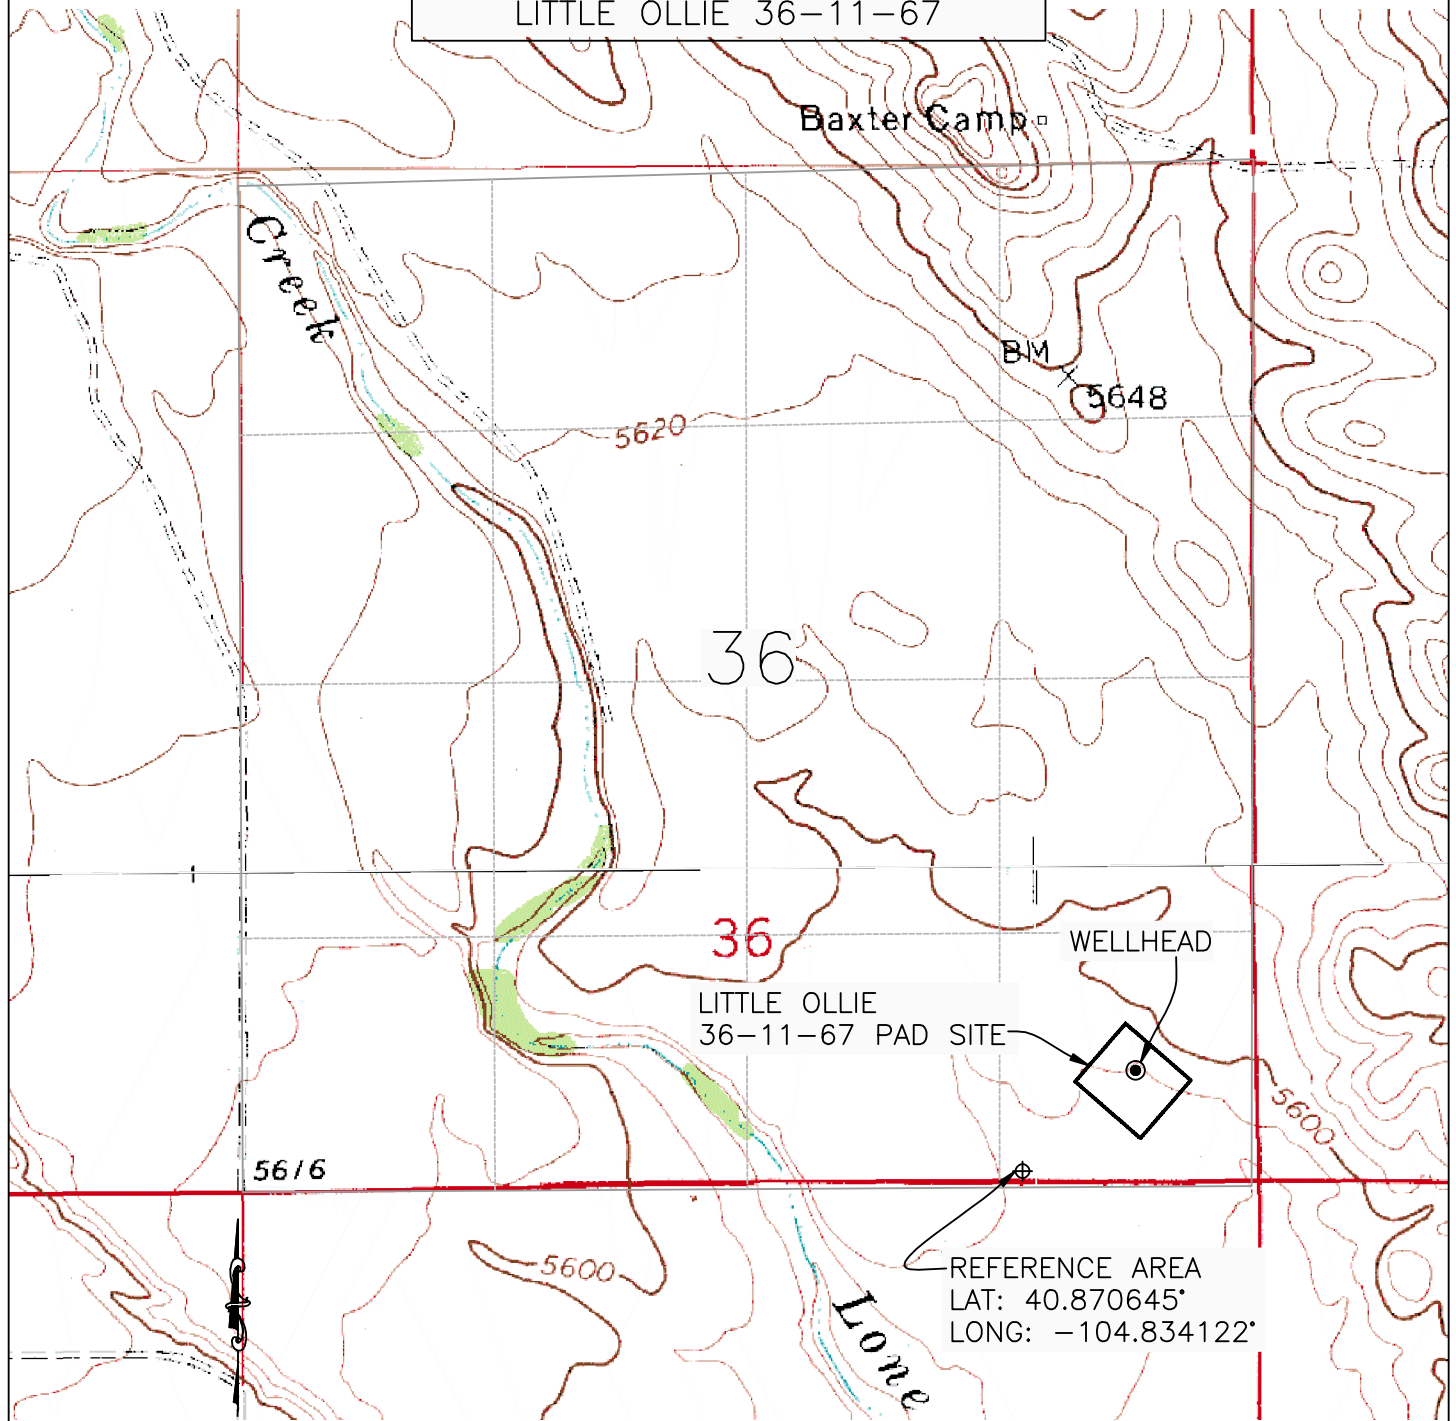 LITTLE OLLIE 36-11-67
Baxter Camp
Creek
BM
5648
5620
36
36
WELLHEAD
LITTLE OLLIE
36-11-67 PAD SITE
5600
5616
5600
REFERENCE AREA
LAT: 40.870645°
LONG: -104.834122°
Lone